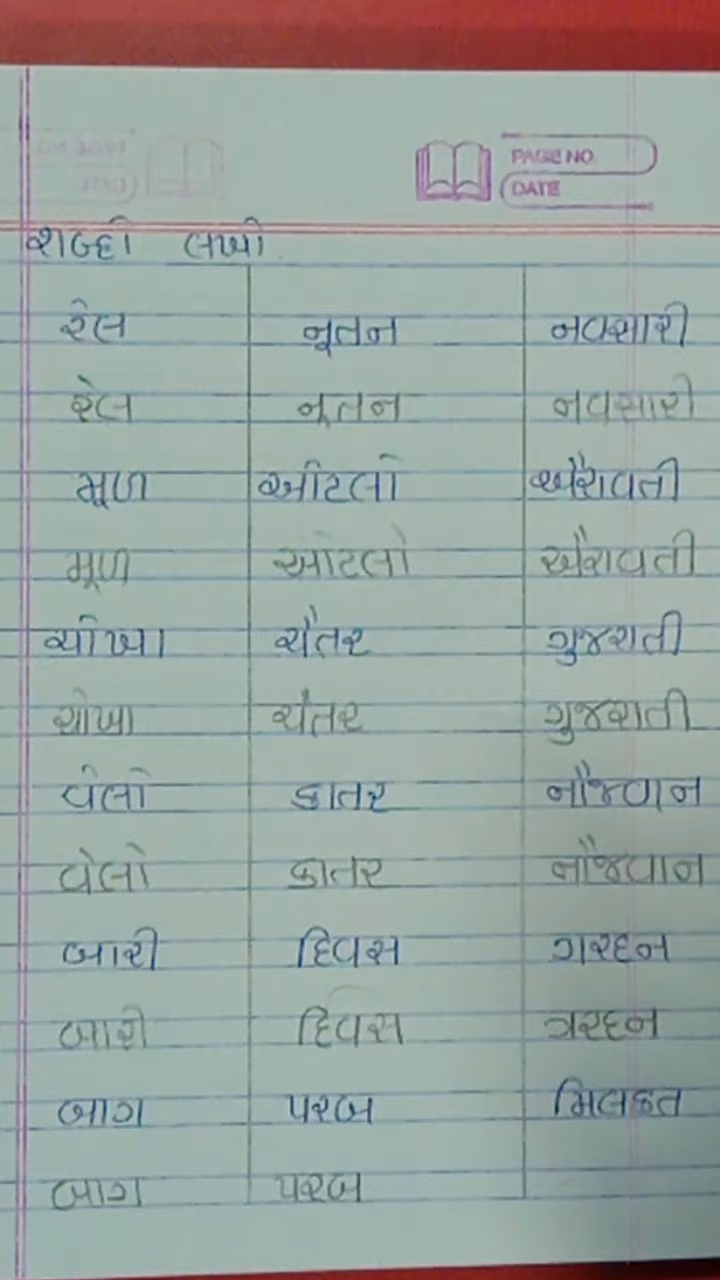 PAGE NO.
DATE
શબ્દો લખો
રેલ નૂતન નવસારી
રેલ નૂતન નવસારી
મૂળ ઓટલો ઐરાવતી
મૂળ ઓટલો ઐરાવતી
ચોખા ચૈતર ગુજરાતી
ચોખા ચૈતર ગુજરાતી
વેલો કાતર નૌજવાન
વેલો કાતર નૌજવાન
બારી દિવસ ગરદન
બારી દિવસ ગરદન
બાગ પરબ મિલકત
બાગ પરબ